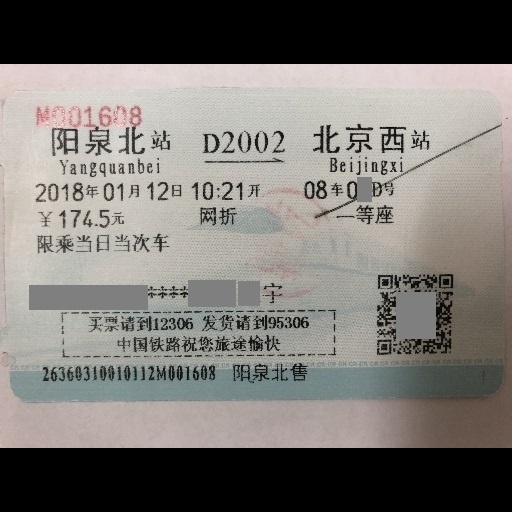 M001608
阳泉北站 D2002 北京西站
Yangquanbei Beijingxi
2018年01月12日10:21开 08车0 D号
￥174.5元 网折 一等座
限乘当日当次车
**** 宇
买票请到12306 发货请到95306
中国铁路祝您旅途愉快
26360310010112M001608 阳泉北售